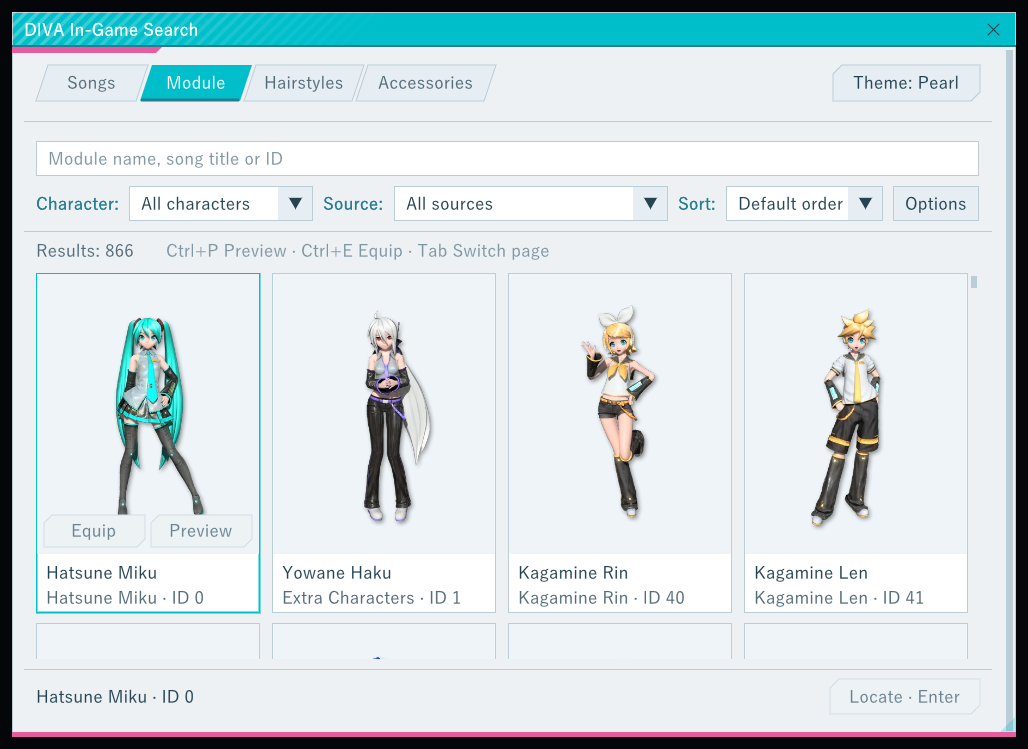 DIVA In-Game Search
Songs
Module
Hairstyles
Accessories
Theme: Pearl
Module name, song title or ID
Character: All characters ▼ Source: All sources ▼ Sort: Default order ▼ Options
Results: 866 Ctrl+P Preview · Ctrl+E Equip · Tab Switch page
Equip
Preview
Hatsune Miku
Hatsune Miku · ID 0
Yowane Haku
Extra Characters · ID 1
Kagamine Rin
Kagamine Rin · ID 40
Kagamine Len
Kagamine Len · ID 41
Hatsune Miku · ID 0
Locate · Enter